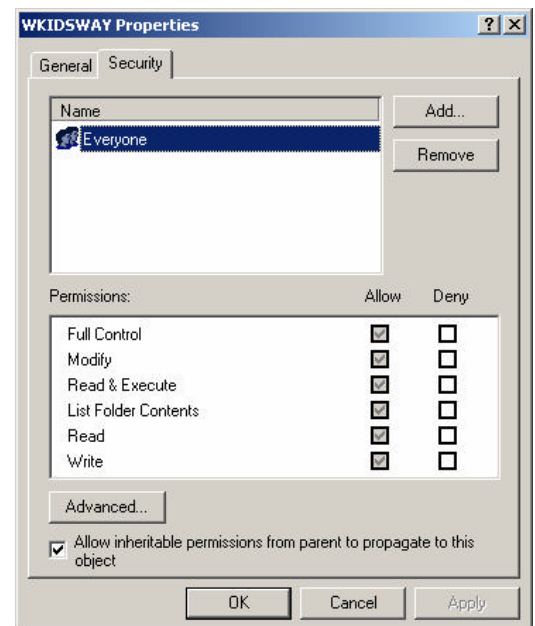 WKIDSWAY Properties
General Security
Name
Everyone
Add...
Remove
Permissions: Allow Deny
Full Control
Modify
Read & Execute
List Folder Contents
Read
Write
Advanced...
Allow inheritable permissions from parent to propagate to this
object
OK Cancel Apply